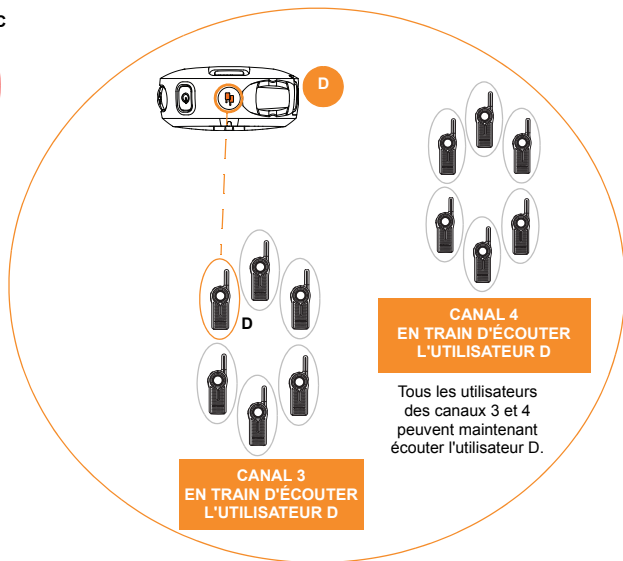 C
D
D
CANAL 4
EN TRAIN D'ÉCOUTER
L'UTILISATEUR D
Tous les utilisateurs
des canaux 3 et 4
peuvent maintenant
écouter l'utilisateur D.
CANAL 3
EN TRAIN D'ÉCOUTER
L'UTILISATEUR D